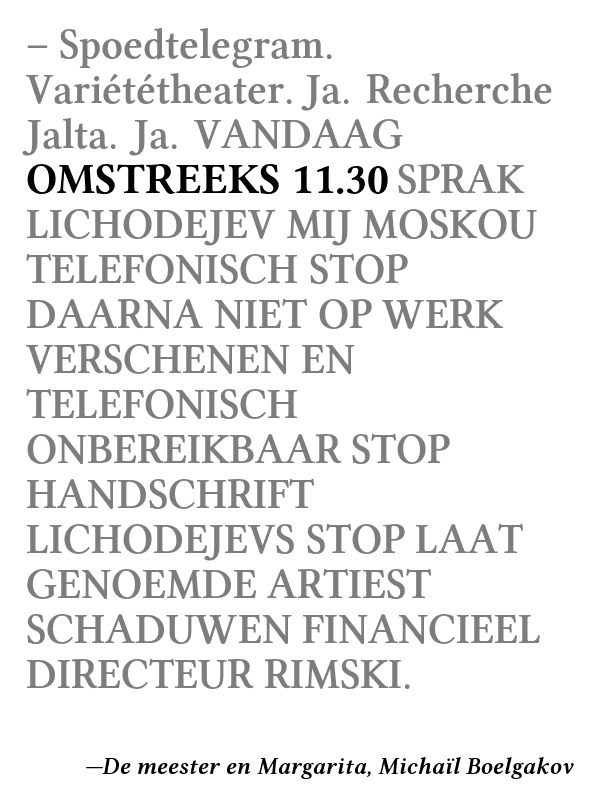 – Spoedtelegram.
Variététheater. Ja. Recherche
Jalta. Ja. VANDAAG
OMSTREEKS 11.30 SPRAK
LICHODEJEV MIJ MOSKOU
TELEFONISCH STOP
DAARNA NIET OP WERK
VERSCHENEN EN
TELEFONISCH
ONBEREIKBAAR STOP
HANDSCHRIFT
LICHODEJEVS STOP LAAT
GENOEMDE ARTIEST
SCHADUWEN FINANCIEEL
DIRECTEUR RIMSKI.
—De meester en Margarita, Michaïl Boelgakov